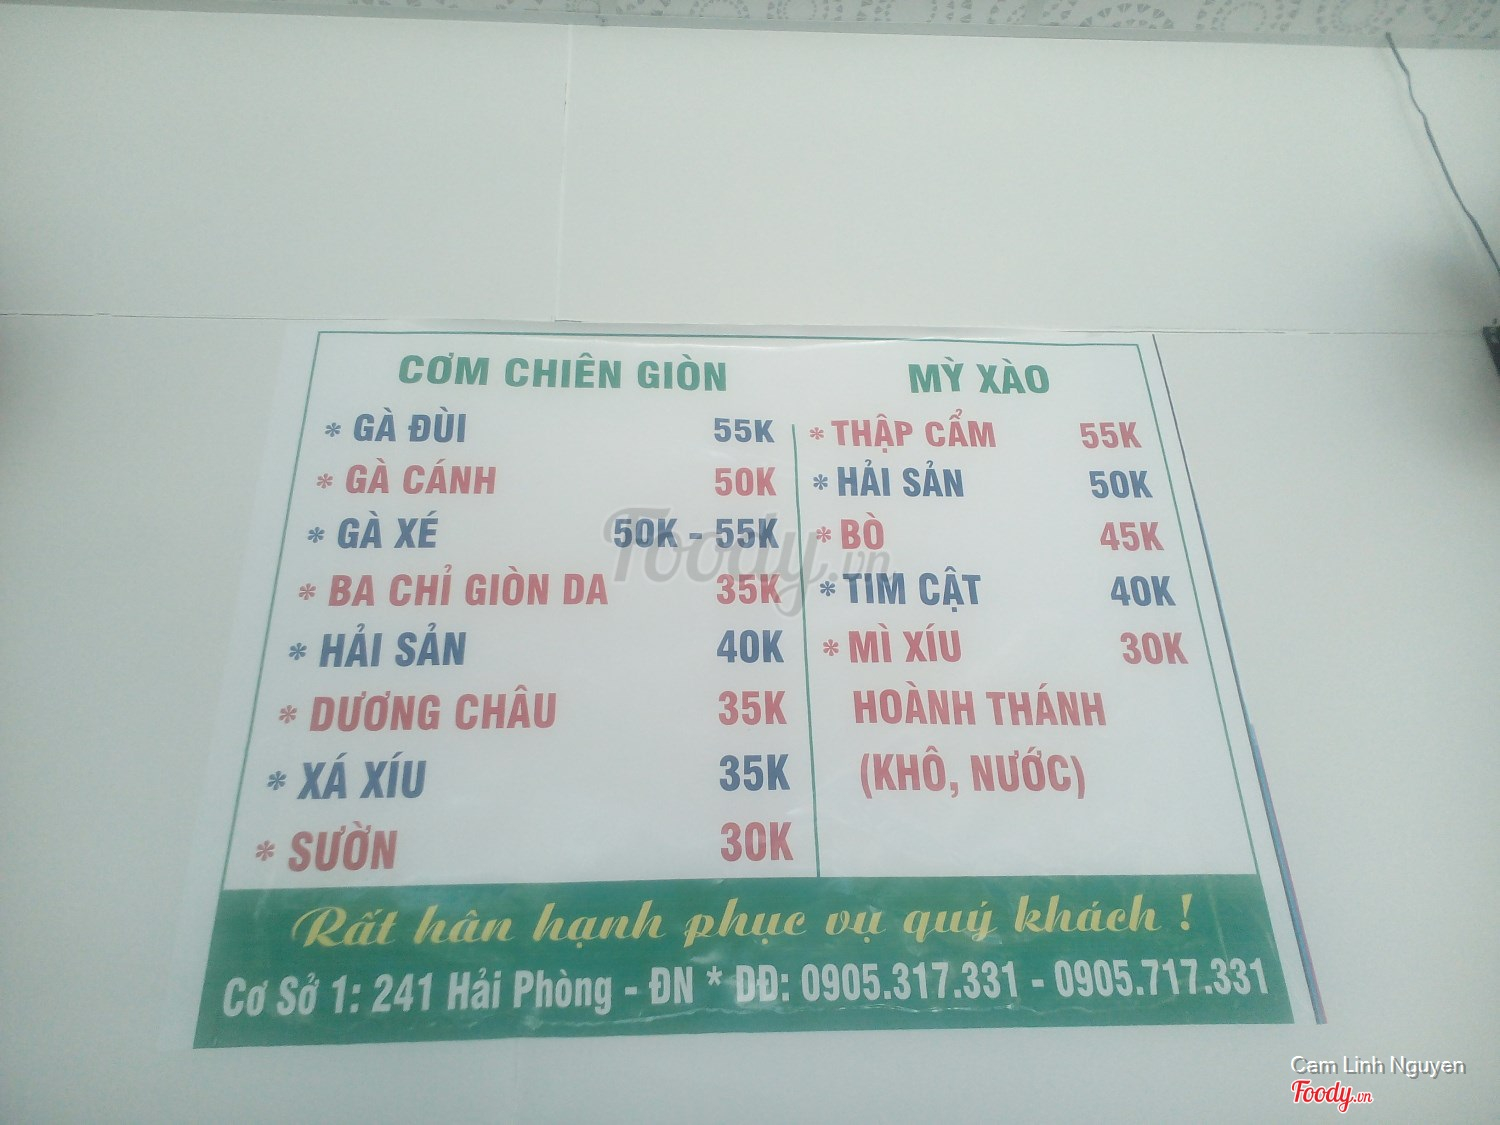 CƠM CHIÊN GIÒN
* GÀ ĐÙI 55K
* GÀ CÁNH 50K
* GÀ XÉ 50K - 55K
* BA CHỈ GIÒN DA 35K
* HẢI SẢN 40K
* DƯƠNG CHÂU 35K
* XÁ XÍU 35K
* SƯỜN 30K
MỲ XÀO
* THẬP CẨM 55K
* HẢI SẢN 50K
* BÒ 45K
* TIM CẬT 40K
* MÌ XÍU 30K
HOÀNH THÁNH
(KHÔ, NƯỚC)
Foody.vn
Rất hân hạnh phục vụ quý khách !
Cơ Sở 1: 241 Hải Phòng - ĐN * DĐ: 0905.317.331 - 0905.717.331
Cam Linh Nguyen
Foody.vn